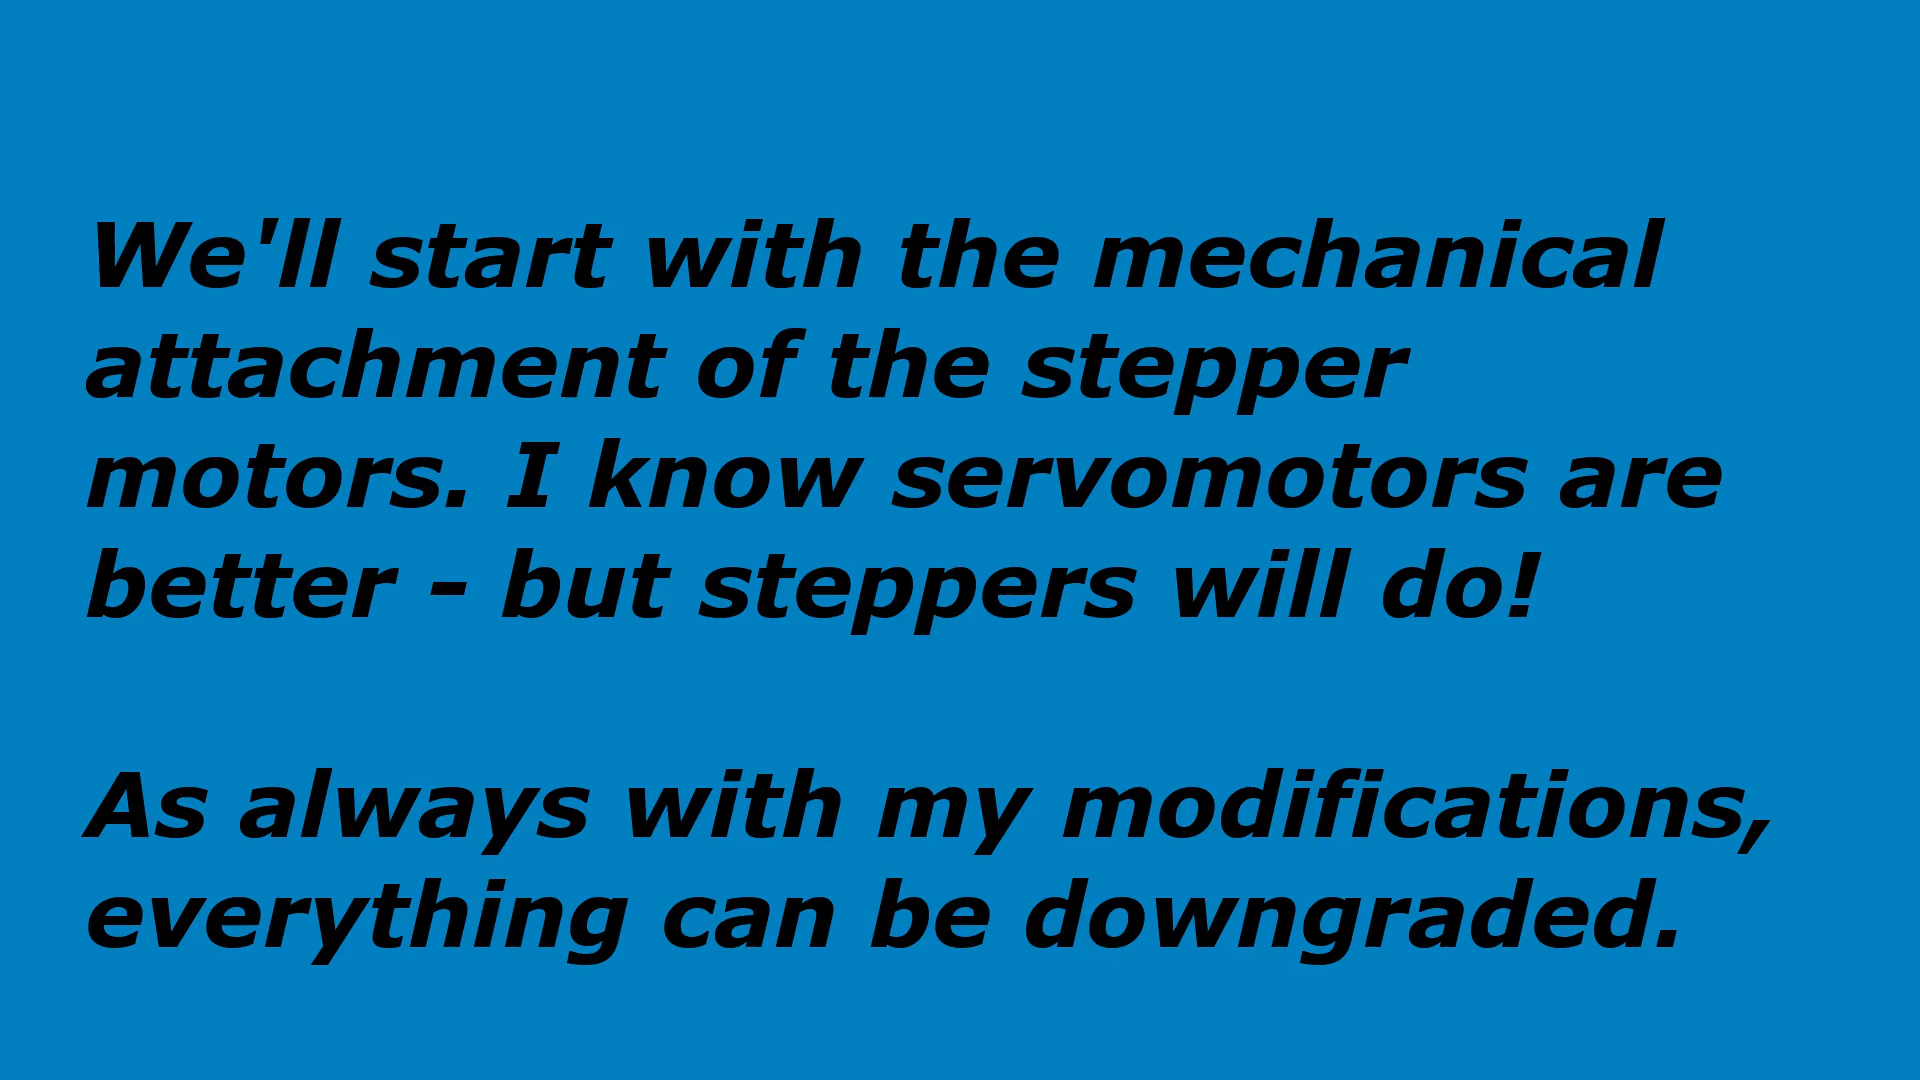 We'll start with the mechanical
attachment of the stepper
motors. I know servomotors are
better - but steppers will do!
As always with my modifications,
everything can be downgraded.